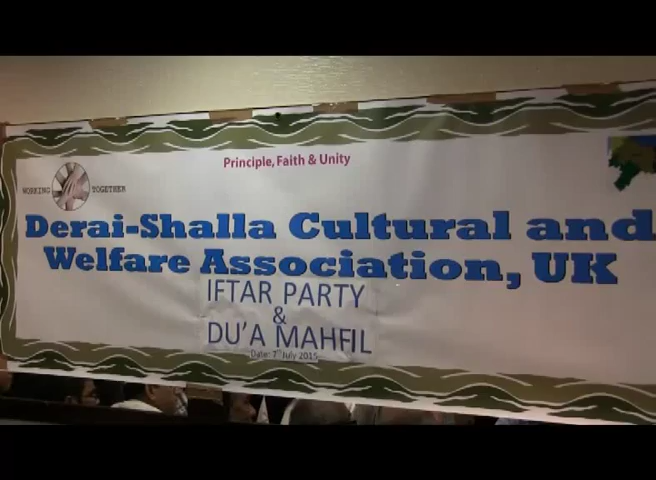 Principle, Faith & Unity
WORKING TOGETHER
Derai-Shalla Cultural and
Welfare Association, UK
IFTAR PARTY
&
DU'A MAHFIL
Date: 7th July 2015